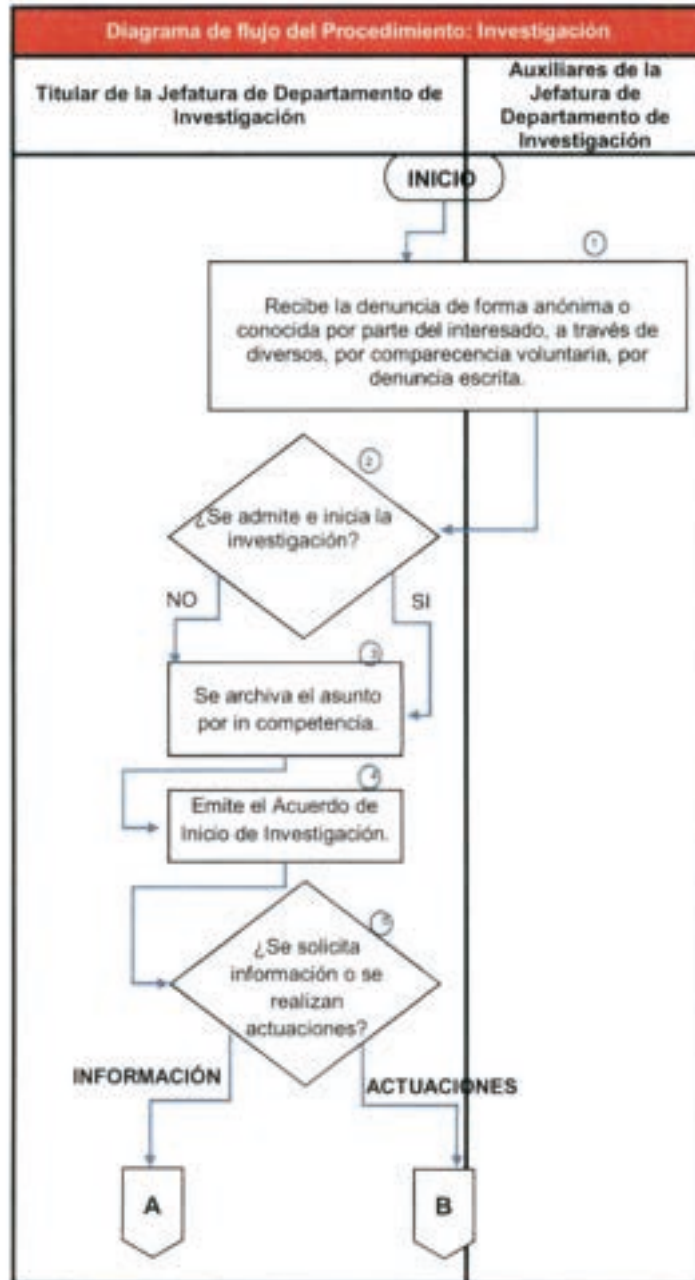 Diagrama de flujo del Procedimiento: Investigación
Titular de la Jefatura de Departamento de
Investigación
Auxiliares de la
Jefatura de
Departamento de
Investigación
INICIO
1
Recibe la denuncia de forma anónima o
conocida por parte del interesado, a través de
diversos, por comparecencia voluntaria, por
denuncia escrita.
2
¿Se admite e inicia la
investigación?
NO
SI
3
Se archiva el asunto
por in competencia.
4
Emite el Acuerdo de
Inicio de Investigación.
5
¿Se solicita
información o se
realizan
actuaciones?
INFORMACIÓN
ACTUACIONES
A
B